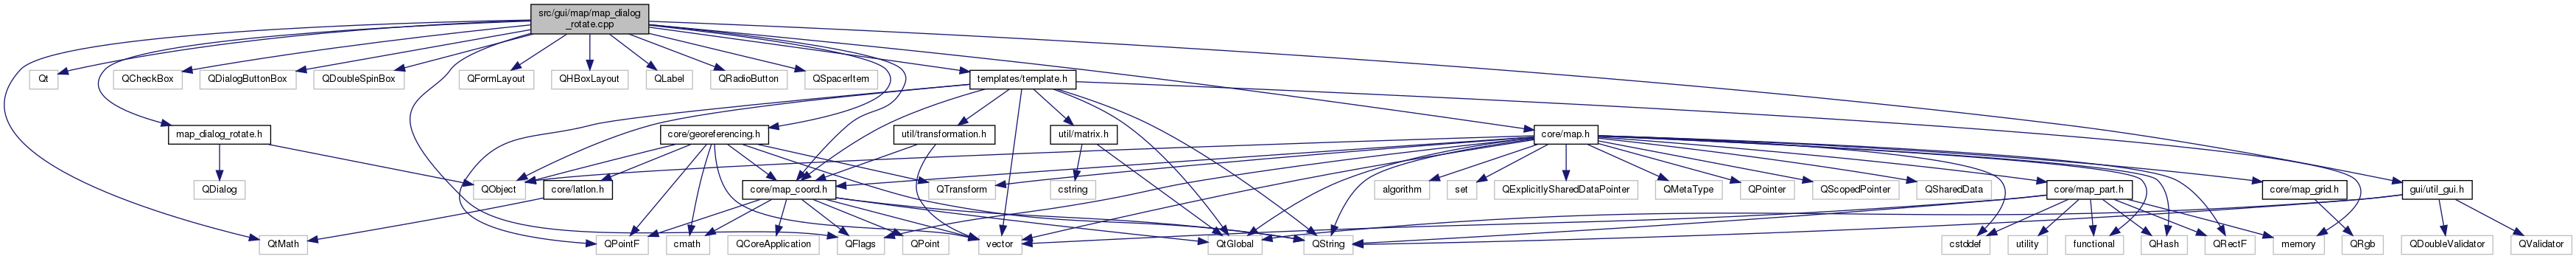 src/gui/map/map_dialog
_rotate.cpp
Qt
QCheckBox
QDialogButtonBox
QDoubleSpinBox
QFormLayout
QHBoxLayout
QLabel
QRadioButton
QSpacerItem
templates/template.h
map_dialog_rotate.h
core/georeferencing.h
util/transformation.h
util/matrix.h
core/map.h
QDialog
QObject
core/latlon.h
core/map_coord.h
QTransform
cstring
algorithm
set
QExplicitlySharedDataPointer
QMetaType
QPointer
QScopedPointer
QSharedData
core/map_part.h
core/map_grid.h
gui/util_gui.h
QtMath
QPointF
cmath
QCoreApplication
QFlags
QPoint
vector
QtGlobal
QString
cstddef
utility
functional
QHash
QRectF
memory
QRgb
QDoubleValidator
QValidator